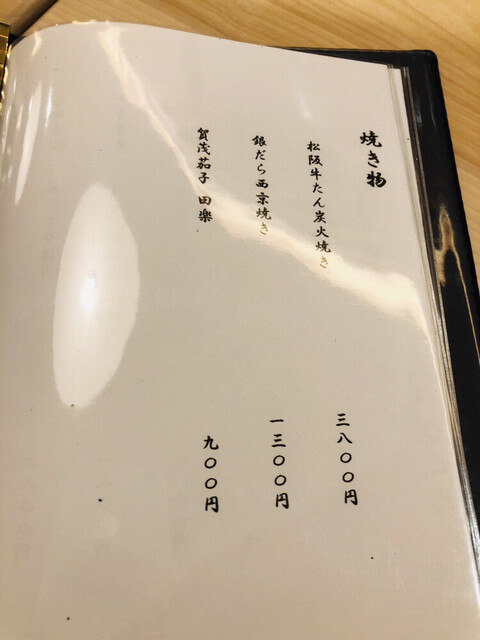 焼き物
松阪牛たん炭火焼き 三八〇〇円
銀だら西京焼き 一三〇〇円
賀茂茄子 田楽 九〇〇円